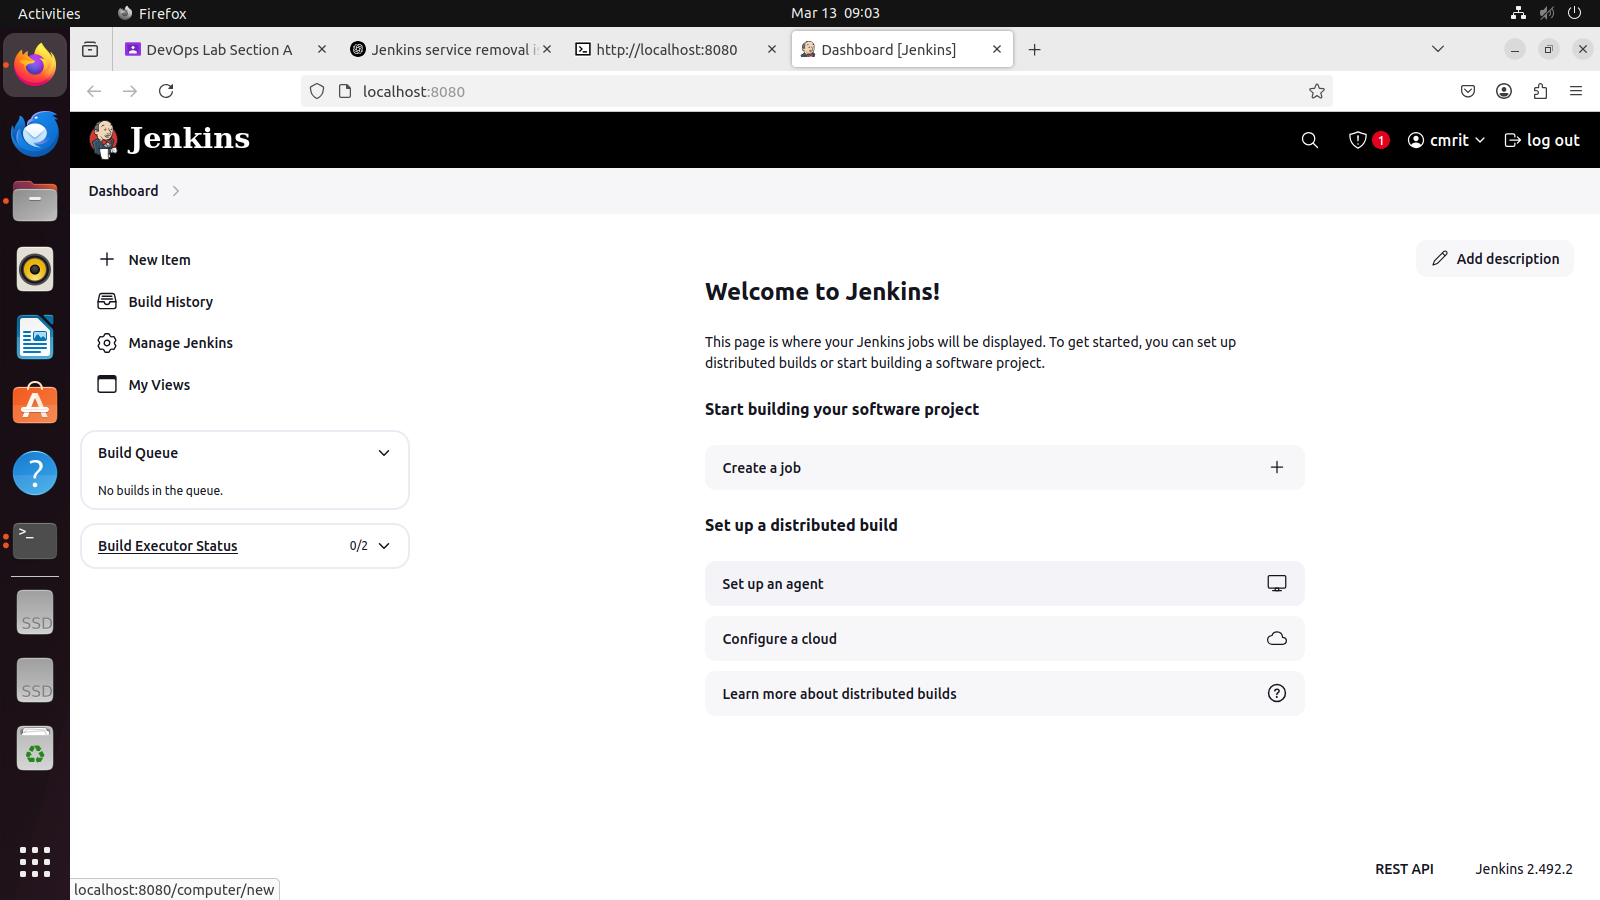 Activities
Firefox
Mar 13 09:03
DevOps Lab Section A
Jenkins service removal
http://localhost:8080
Dashboard [Jenkins]
localhost:8080
Jenkins
1
cmrit
log out
Dashboard
New Item
Build History
Manage Jenkins
My Views
Build Queue
No builds in the queue.
Build Executor Status
0/2
Add description
Welcome to Jenkins!
This page is where your Jenkins jobs will be displayed. To get started, you can set up
distributed builds or start building a software project.
Start building your software project
Create a job
Set up a distributed build
Set up an agent
Configure a cloud
Learn more about distributed builds
SSD
SSD
REST API
Jenkins 2.492.2
localhost:8080/computer/new